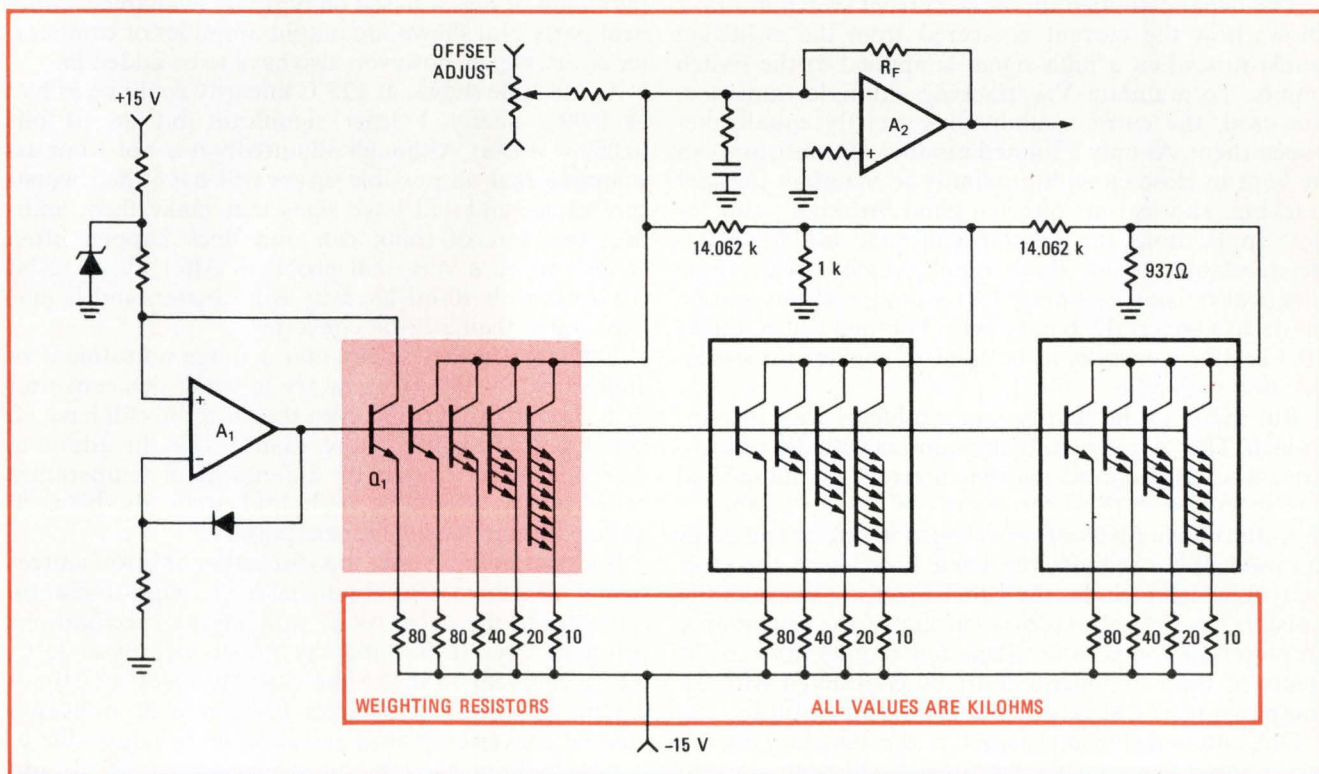 OFFSET
ADJUST
+15 V
R_F
A_2
+
14.062 k
1 k
14.062 k
937Ω
+
A_1
Q_1
80 80 40 20 10
80 40 20 10
80 40 20 10
WEIGHTING RESISTORS
ALL VALUES ARE KILOHMS
−15 V